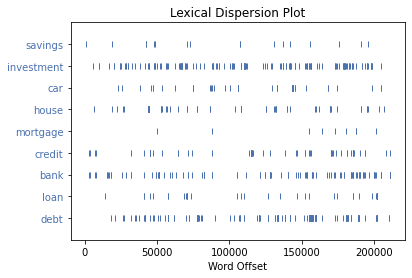 Lexical Dispersion Plot
savings
investment
car
house
mortgage
credit
bank
loan
debt
0 50000 100000 150000 200000
Word Offset